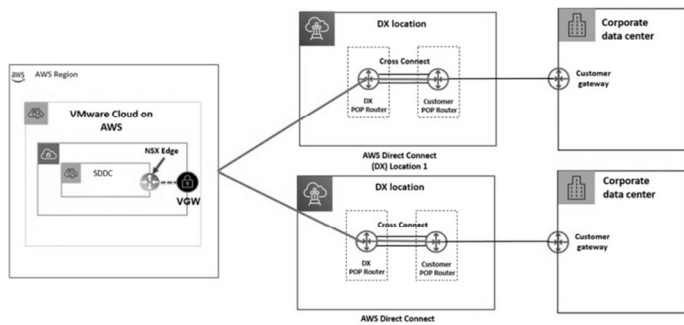 aws
AWS Region
VMware Cloud on
AWS
NSX Edge
SDDC
VGW
DX location
Cross Connect
DX
POP Router
Customer
POP Router
AWS Direct Connect
(DX) Location 1
Corporate
data center
Customer
gateway
DX location
Cross Connect
DX
POP Router
Customer
POP Router
AWS Direct Connect
Corporate
data center
Customer
gateway